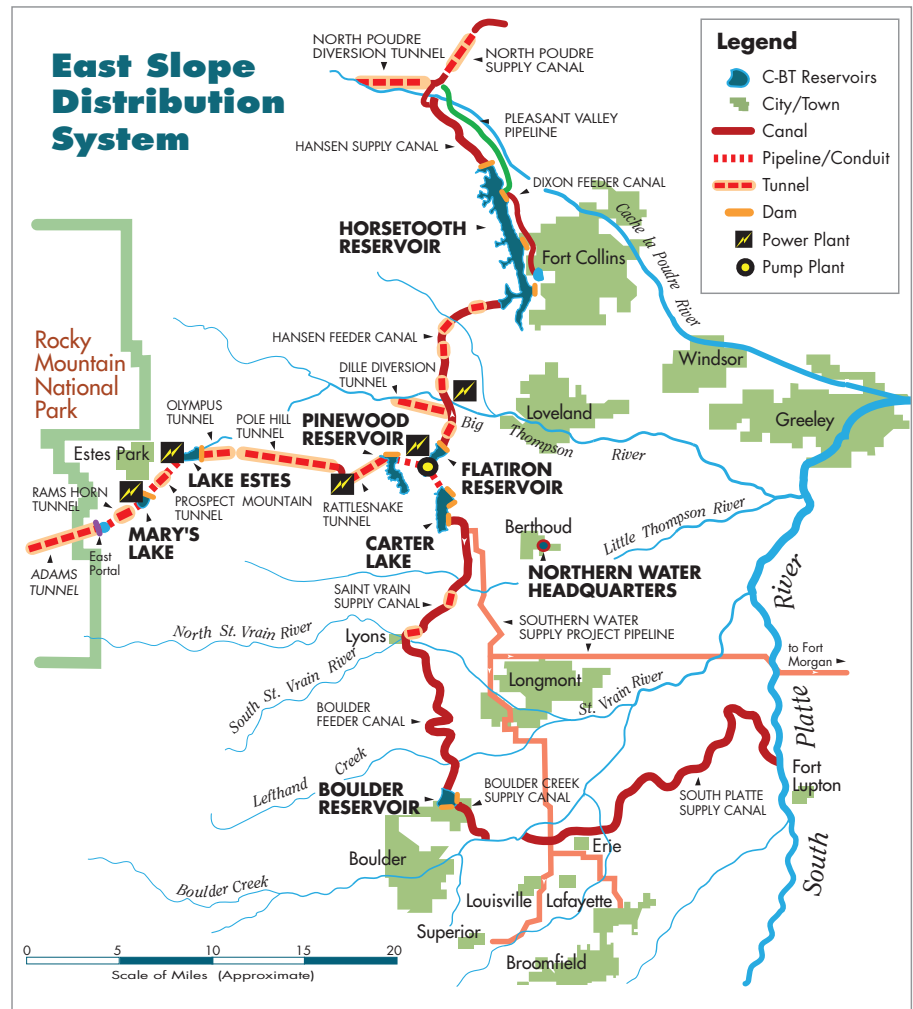 East Slope
Distribution
System
NORTH POUDRE
DIVERSION TUNNEL
NORTH POUDRE
SUPPLY CANAL
PLEASANT VALLEY
PIPELINE
HANSEN SUPPLY CANAL
DIXON FEEDER CANAL
HORSETOOTH
RESERVOIR
Fort Collins
Cache la Poudre River
Legend
C-BT Reservoirs
City/Town
Canal
Pipeline/Conduit
Tunnel
Dam
Power Plant
Pump Plant
Rocky
Mountain
National
Park
HANSEN FEEDER CANAL
DILLE DIVERSION
TUNNEL
Windsor
Greeley
Loveland
Big Thompson River
OLYMPUS
TUNNEL
POLE HILL
TUNNEL
PINEWOOD
RESERVOIR
Estes Park
LAKE ESTES
FLATIRON
RESERVOIR
RAMS HORN
TUNNEL
PROSPECT MOUNTAIN
TUNNEL
RATTLESNAKE
TUNNEL
MARY'S
LAKE
East
Portal
ADAMS
TUNNEL
CARTER
LAKE
Berthoud
Little Thompson River
NORTHERN WATER
HEADQUARTERS
SAINT VRAIN
SUPPLY CANAL
SOUTHERN WATER
SUPPLY PROJECT PIPELINE
North St. Vrain River
Lyons
South St. Vrain River
to Fort
Morgan
Longmont
St. Vrain River
BOULDER
FEEDER CANAL
Lefthand Creek
BOULDER
RESERVOIR
BOULDER CREEK
SUPPLY CANAL
SOUTH PLATTE
SUPPLY CANAL
Fort
Lupton
South Platte River
Boulder
Boulder Creek
Erie
Louisville
Lafayette
Superior
Broomfield
0 5 10 15 20
Scale of Miles (Approximate)